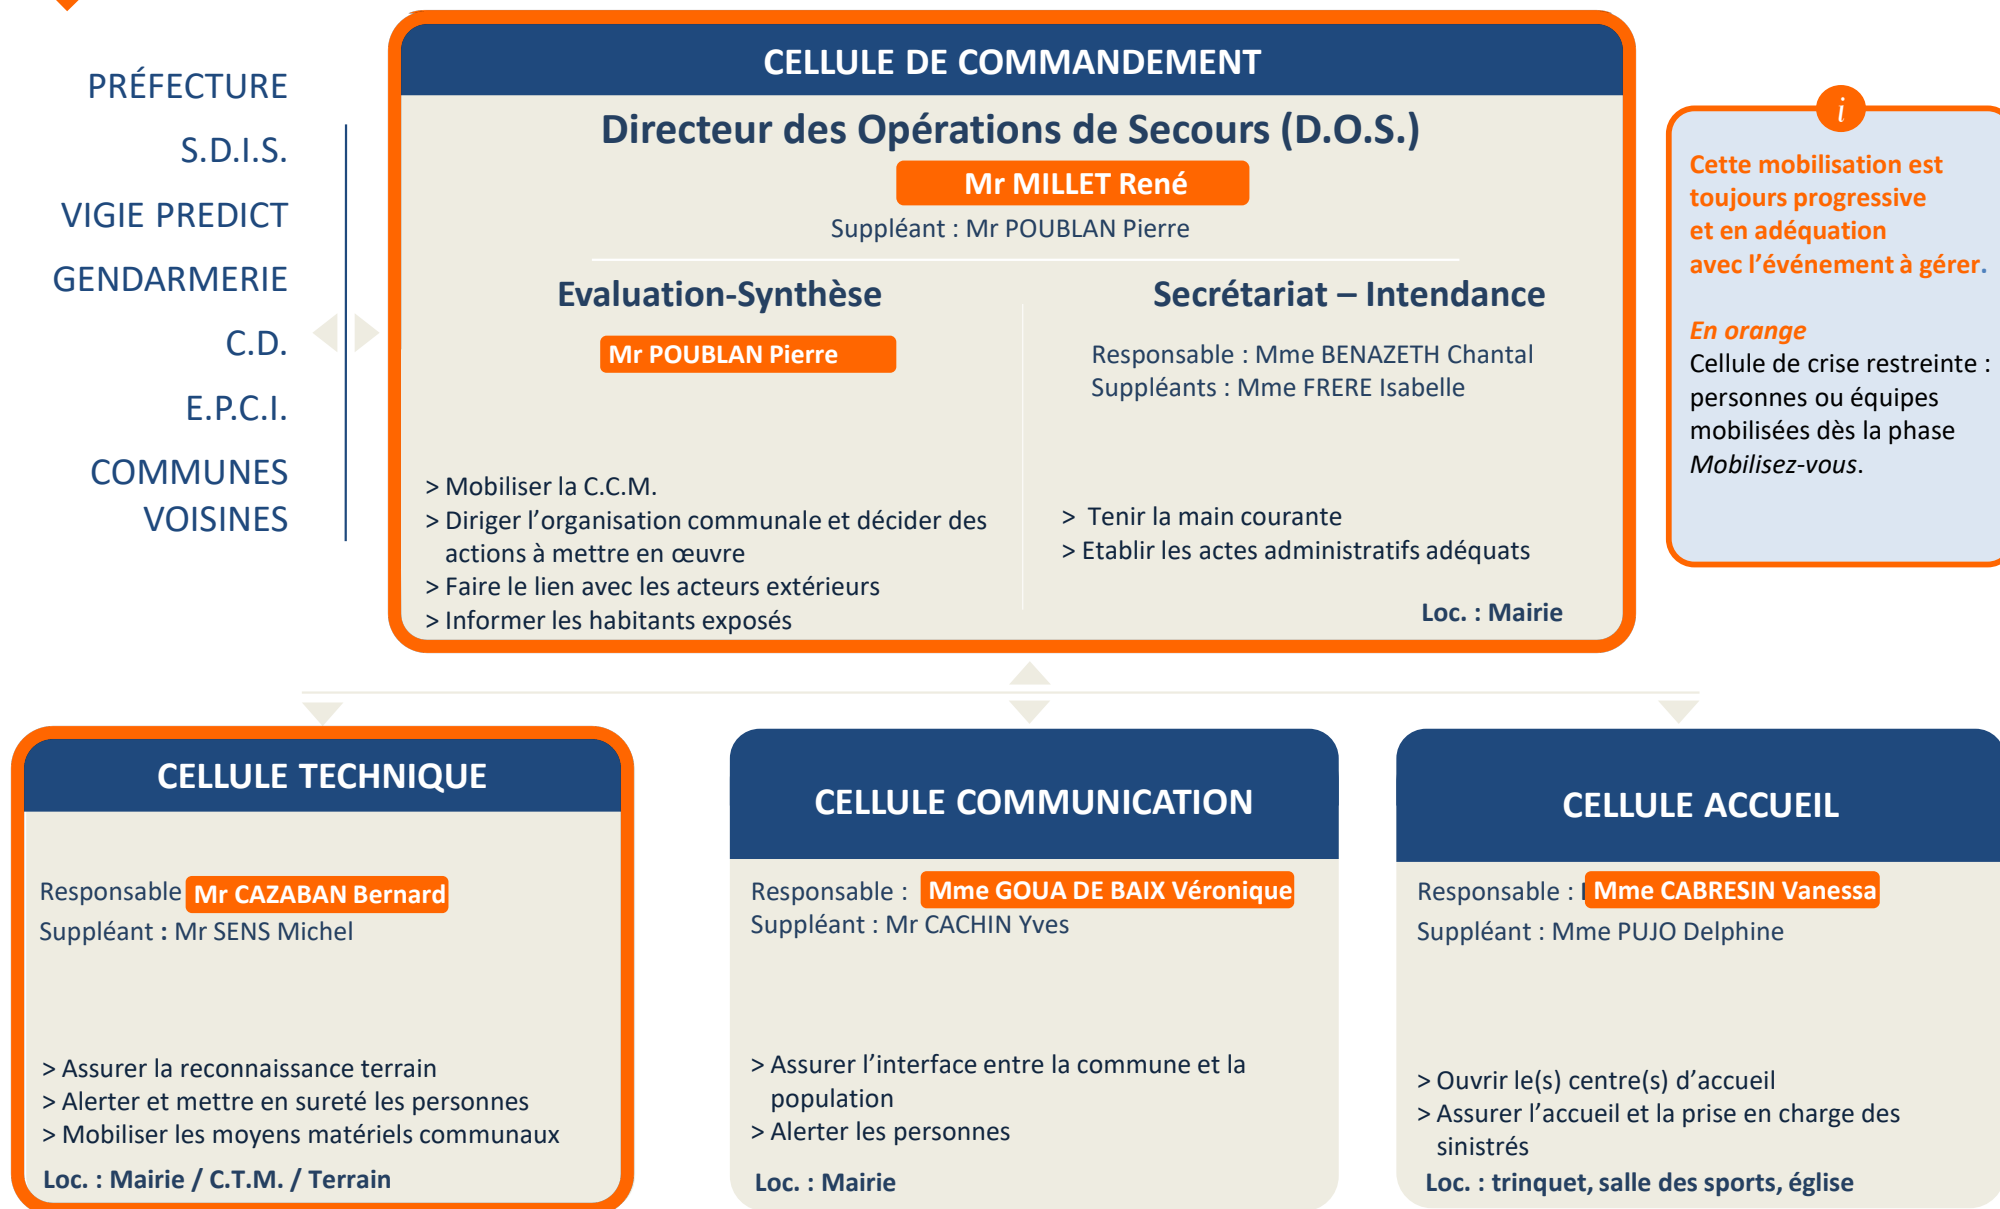 PRÉFECTURE
S.D.I.S.
VIGIE PREDICT
GENDARMERIE
C.D.
E.P.C.I.
COMMUNES
VOISINES
CELLULE DE COMMANDEMENT
Directeur des Opérations de Secours (D.O.S.)
Mr MILLET René
Suppléant : Mr POUBLAN Pierre
Evaluation-Synthèse
Mr POUBLAN Pierre
> Mobiliser la C.C.M.
> Diriger l’organisation communale et décider des
actions à mettre en œuvre
> Faire le lien avec les acteurs extérieurs
> Informer les habitants exposés
Secrétariat – Intendance
Responsable : Mme BENAZETH Chantal
Suppléants : Mme FRERE Isabelle
> Tenir la main courante
> Etablir les actes administratifs adéquats
Loc. : Mairie
i
Cette mobilisation est
toujours progressive
et en adéquation
avec l’événement à gérer.
En orange
Cellule de crise restreinte :
personnes ou équipes
mobilisées dès la phase
Mobilisez-vous.
CELLULE TECHNIQUE
Responsable Mr CAZABAN Bernard
Suppléant : Mr SENS Michel
> Assurer la reconnaissance terrain
> Alerter et mettre en sureté les personnes
> Mobiliser les moyens matériels communaux
Loc. : Mairie / C.T.M. / Terrain
CELLULE COMMUNICATION
Responsable : Mme GOUA DE BAIX Véronique
Suppléant : Mr CACHIN Yves
> Assurer l’interface entre la commune et la
population
> Alerter les personnes
Loc. : Mairie
CELLULE ACCUEIL
Responsable : Mme CABRESIN Vanessa
Suppléant : Mme PUJO Delphine
> Ouvrir le(s) centre(s) d’accueil
> Assurer l’accueil et la prise en charge des
sinistrés
Loc. : trinquet, salle des sports, église